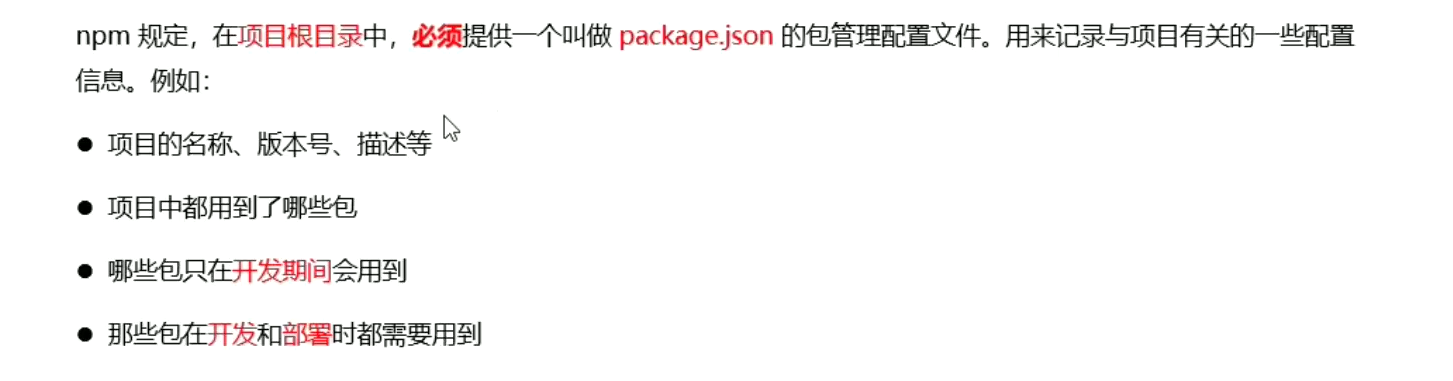 npm 规定，在项目根目录中，必须提供一个叫做 package.json 的包管理配置文件。用来记录与项目有关的一些配置
信息。例如：
● 项目的名称、版本号、描述等
● 项目中都用到了哪些包
● 哪些包只在开发期间会用到
● 那些包在开发和部署时都需要用到